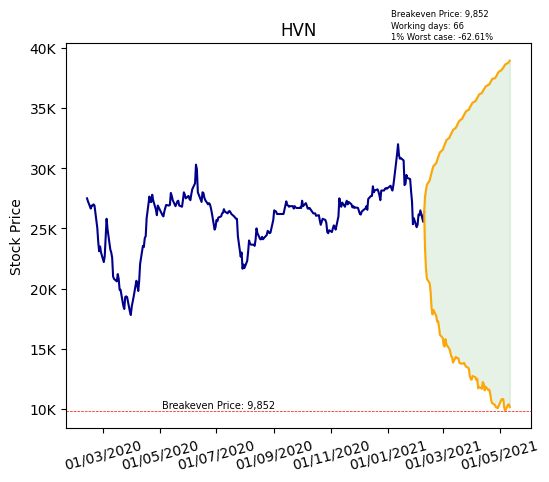 Breakeven Price: 9,852
Working days: 66
1% Worst case: -62.61%
HVN
Stock Price
40K
35K
30K
25K
20K
15K
10K
Breakeven Price: 9,852
01/03/2020 01/05/2020 01/07/2020 01/09/2020 01/11/2020 01/01/2021 01/03/2021 01/05/2021